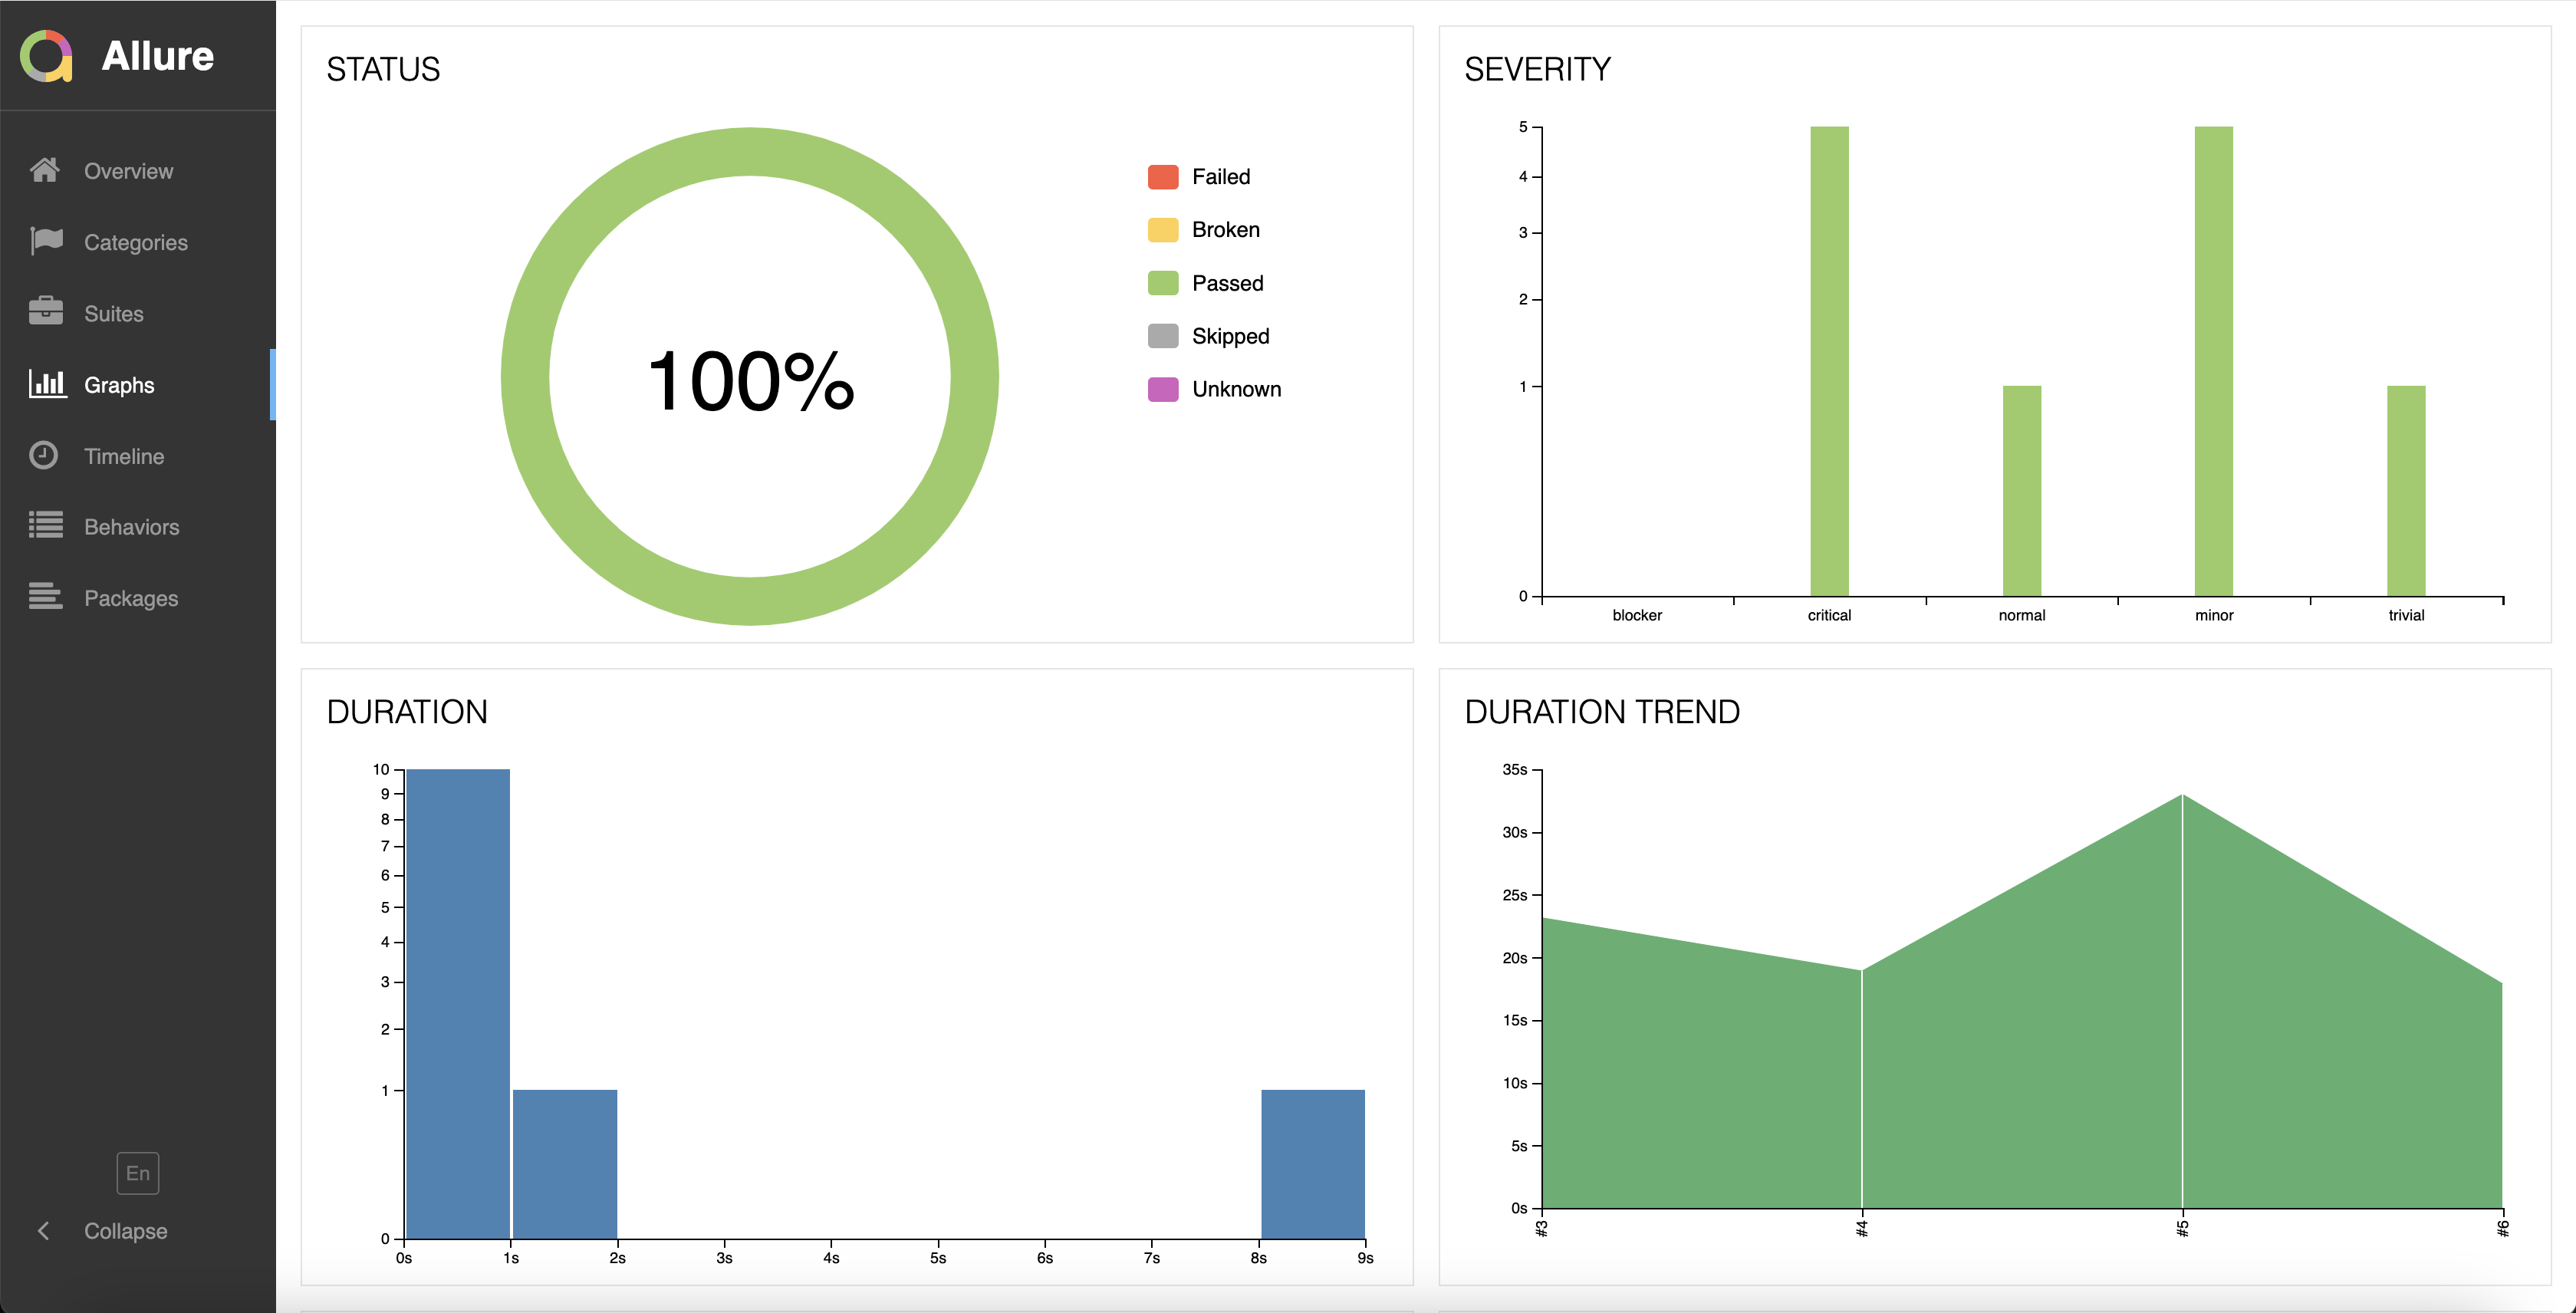 Allure
Overview
Categories
Suites
Graphs
Timeline
Behaviors
Packages
En
Collapse
STATUS
100%
Failed
Broken
Passed
Skipped
Unknown
SEVERITY
5
4
3
2
1
0
blocker critical normal minor trivial
DURATION
10
9
8
7
6
5
4
3
2
1
0
0s 1s 2s 3s 4s 5s 6s 7s 8s 9s
DURATION TREND
35s
30s
25s
20s
15s
10s
5s
0s
#3 #4 #5 #6